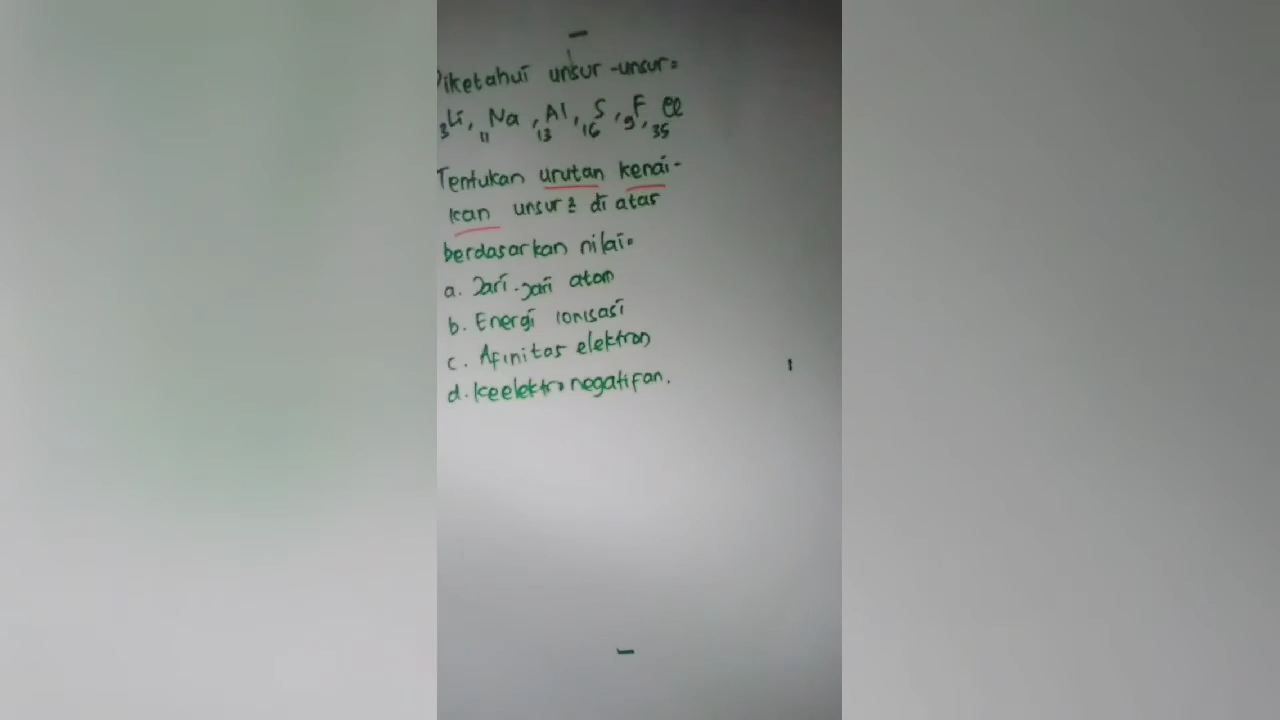 Diketahui unsur-unsur:
3Li, 11Na, 13Al, 16S, 9F, 35Cl
Tentukan urutan kenai-
kan unsur2 di atas
berdasarkan nilai:
a. Jari-jari atom
b. Energi ionisasi
c. Afinitas elektron
d. Keelektronegatifan.